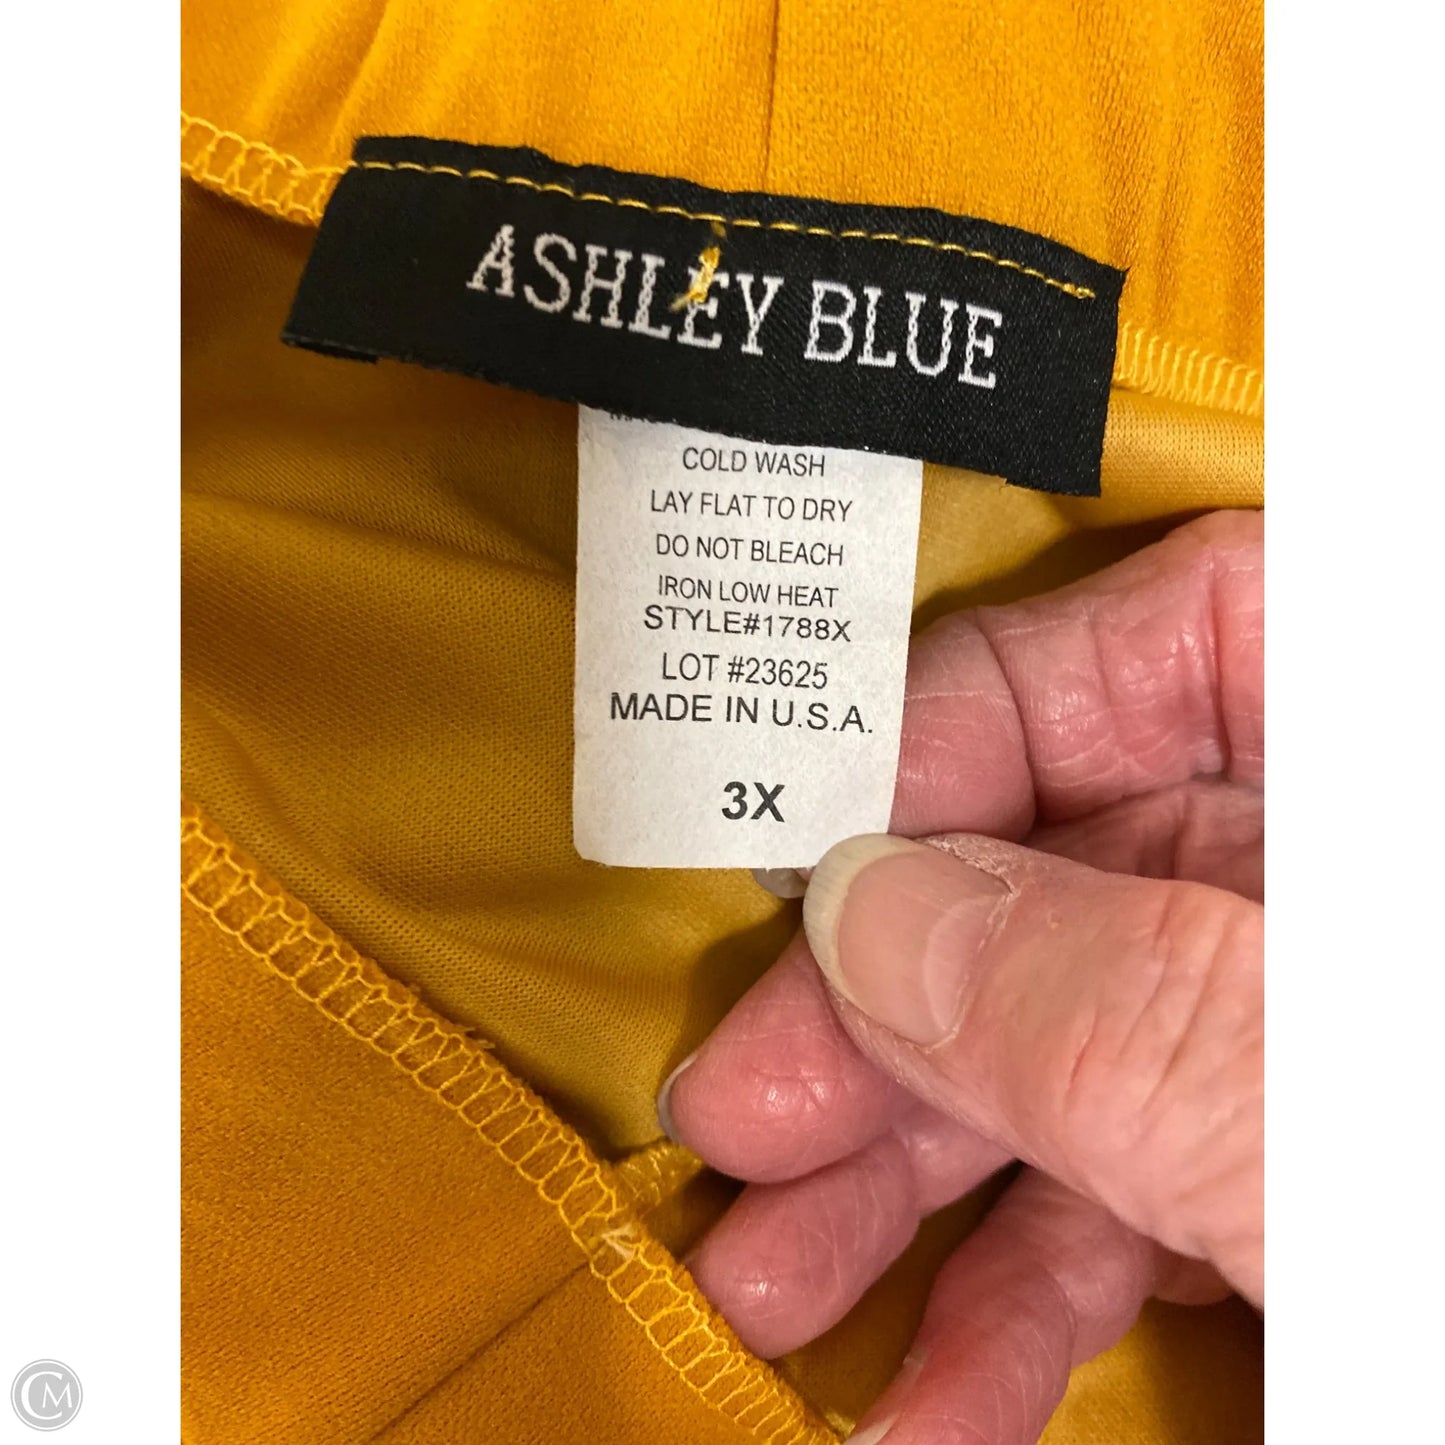 ASHLEY BLUE
COLD WASH
LAY FLAT TO DRY
DO NOT BLEACH
IRON LOW HEAT
STYLE#1788X
LOT #23625
MADE IN U.S.A.
3X
CM